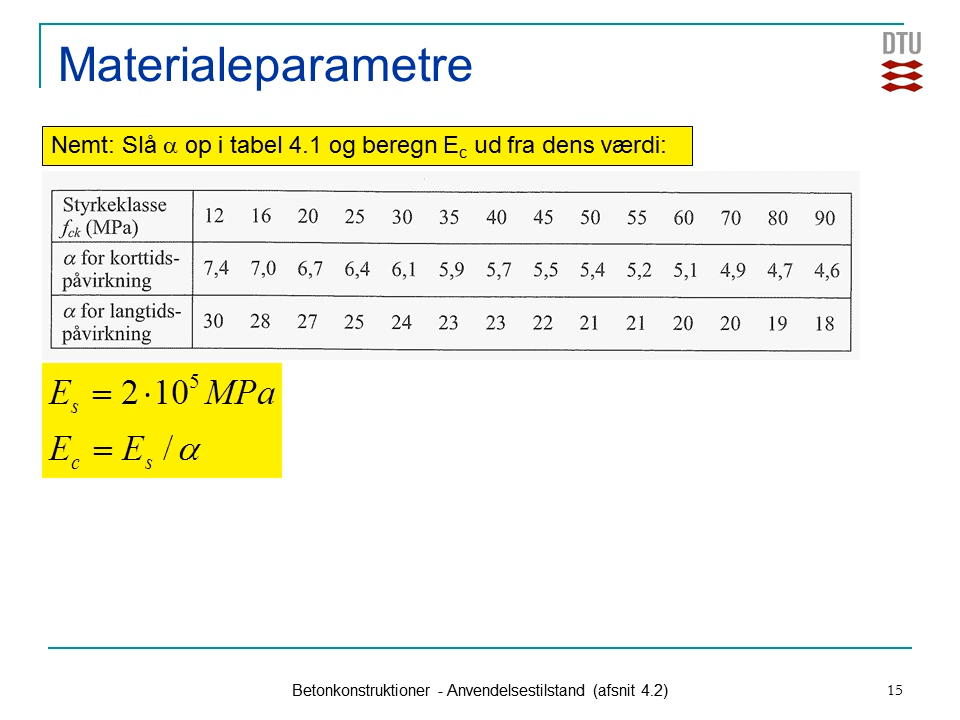 Materialeparametre
DTU
Nemt: Slå α op i tabel 4.1 og beregn Ec ud fra dens værdi:
Styrkeklasse fck (MPa) 12 16 20 25 30 35 40 45 50 55 60 70 80 90
α for korttids-påvirkning 7,4 7,0 6,7 6,4 6,1 5,9 5,7 5,5 5,4 5,2 5,1 4,9 4,7 4,6
α for langtids-påvirkning 30 28 27 25 24 23 23 22 21 21 20 20 19 18
Es = 2·10⁵ MPa
Ec = Es / α
Betonkonstruktioner - Anvendelsestilstand (afsnit 4.2)
15